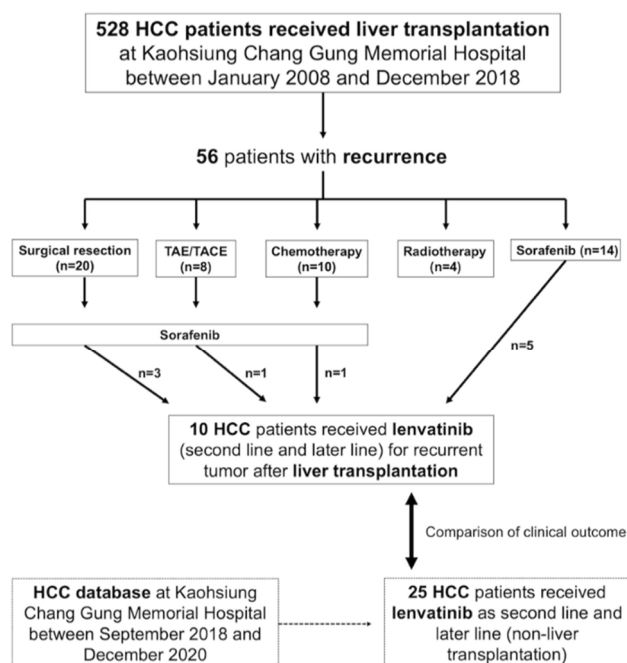 528 HCC patients received liver transplantation
at Kaohsiung Chang Gung Memorial Hospital
between January 2008 and December 2018
56 patients with recurrence
Surgical resection
(n=20)
TAE/TACE
(n=8)
Chemotherapy
(n=10)
Radiotherapy
(n=4)
Sorafenib (n=14)
Sorafenib
n=3
n=1
n=1
n=5
10 HCC patients received lenvatinib
(second line and later line) for recurrent
tumor after liver transplantation
Comparison of clinical outcome
HCC database at Kaohsiung
Chang Gung Memorial Hospital
between September 2018 and
December 2020
25 HCC patients received
lenvatinib as second line and
later line (non-liver
transplantation)